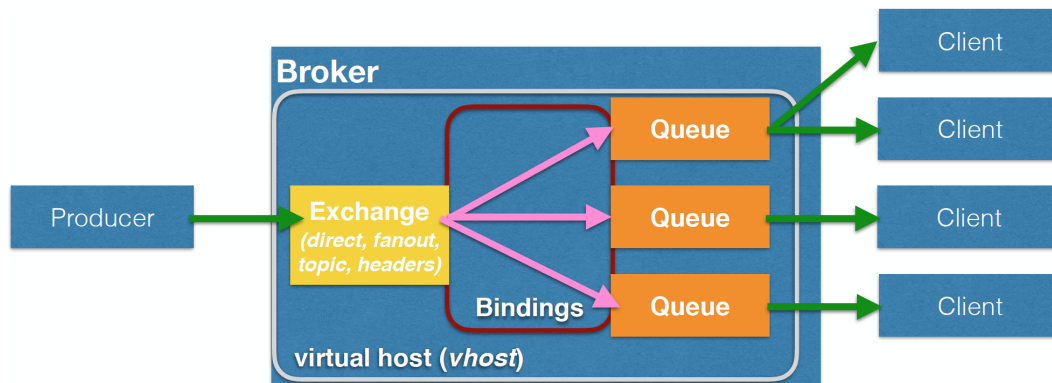 Broker
Producer
Exchange
(direct, fanout,
topic, headers)
Bindings
virtual host (vhost)
Queue
Queue
Queue
Client
Client
Client
Client